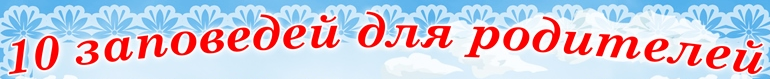 10 заповедей для родителей